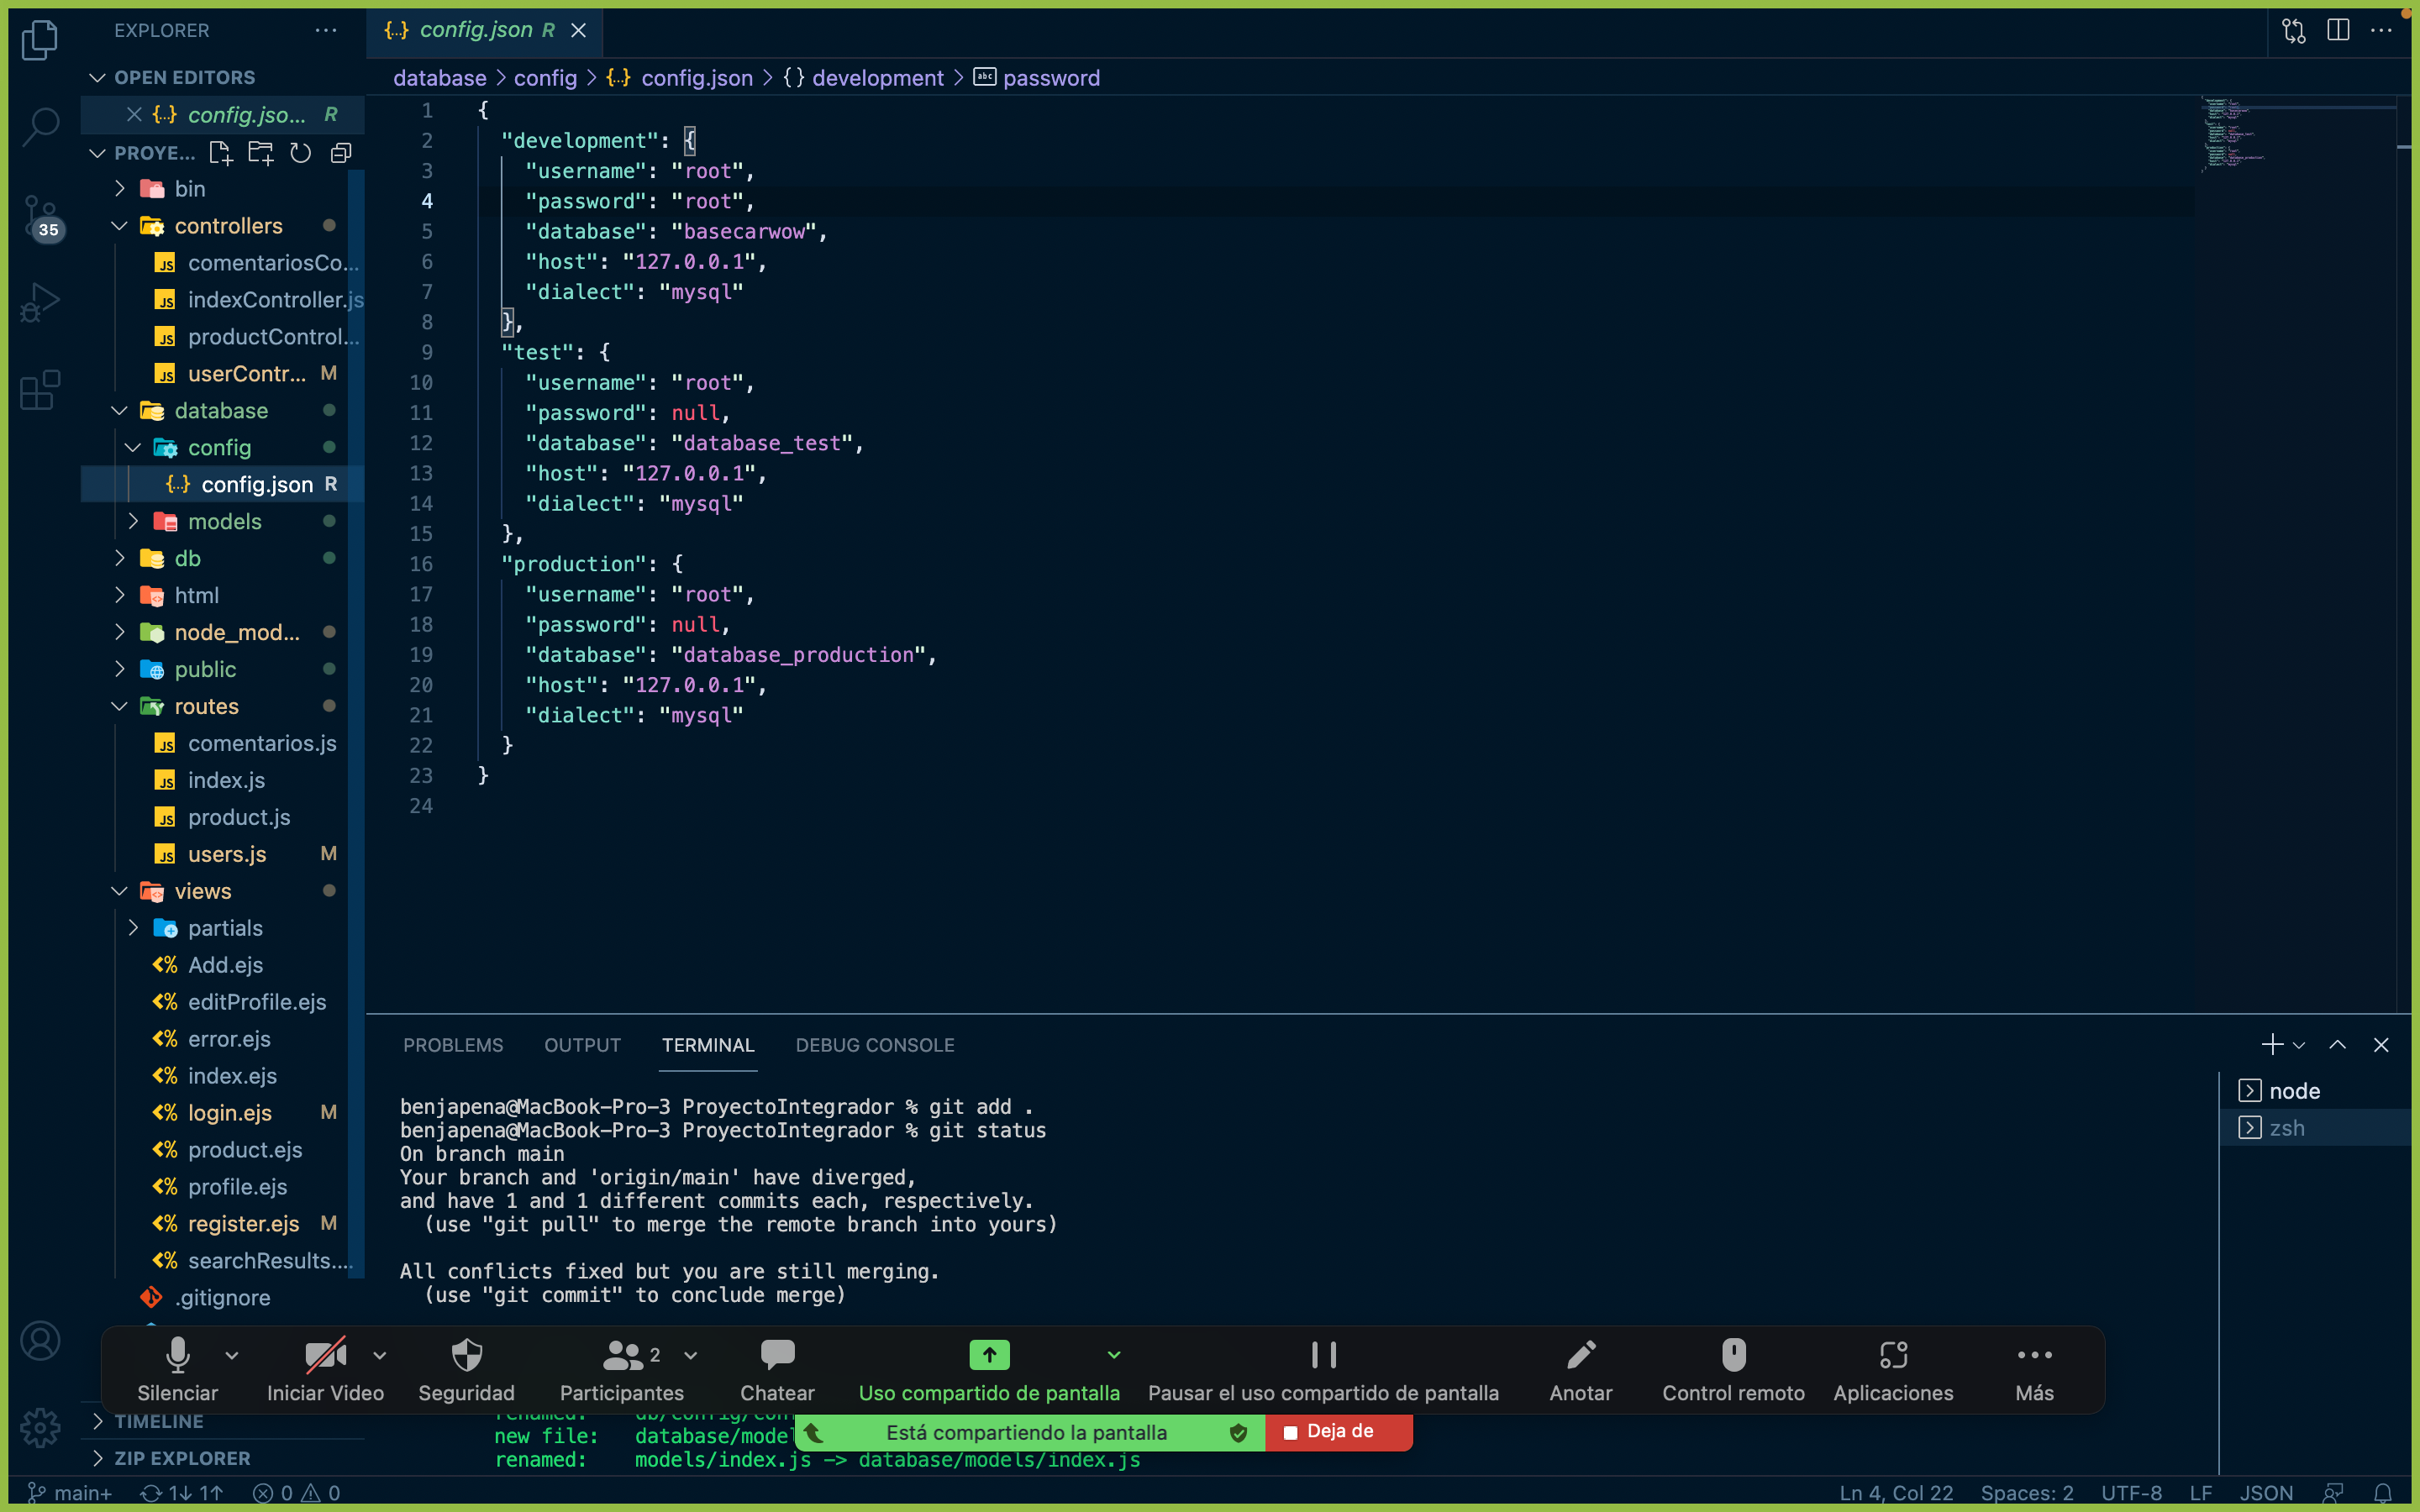 EXPLORER
OPEN EDITORS
config.jso... R
PROYE...
bin
controllers
comentariosCo...
indexController.js
productControl...
userContr... M
database
config
config.json R
models
db
html
node_mod...
public
routes
comentarios.js
index.js
product.js
users.js M
views
partials
Add.ejs
editProfile.ejs
error.ejs
index.ejs
login.ejs M
product.ejs
profile.ejs
register.ejs M
searchResults....
.gitignore
TIMELINE
ZIP EXPLORER
35
config.json R
database > config > {..} config.json > {} development > abc password
1 {
2 "development": {
3 "username": "root",
4 "password": "root",
5 "database": "basecarwow",
6 "host": "127.0.0.1",
7 "dialect": "mysql"
8 },
9 "test": {
10 "username": "root",
11 "password": null,
12 "database": "database_test",
13 "host": "127.0.0.1",
14 "dialect": "mysql"
15 },
16 "production": {
17 "username": "root",
18 "password": null,
19 "database": "database_production",
20 "host": "127.0.0.1",
21 "dialect": "mysql"
22 }
23 }
24
PROBLEMS OUTPUT TERMINAL DEBUG CONSOLE
benjapena@MacBook-Pro-3 ProyectoIntegrador % git add .
benjapena@MacBook-Pro-3 ProyectoIntegrador % git status
On branch main
Your branch and 'origin/main' have diverged,
and have 1 and 1 different commits each, respectively.
(use "git pull" to merge the remote branch into yours)
All conflicts fixed but you are still merging.
(use "git commit" to conclude merge)
node
zsh
2
Silenciar Iniciar Video Seguridad Participantes Chatear Uso compartido de pantalla Pausar el uso compartido de pantalla Anotar Control remoto Aplicaciones Más
renamed: db/config/
new file: database/model
Está compartiendo la pantalla Deja de
renamed: models/index.js -> database/models/index.js
main+ 1↓ 1↑ 0 0 Ln 4, Col 22 Spaces: 2 UTF-8 LF JSON